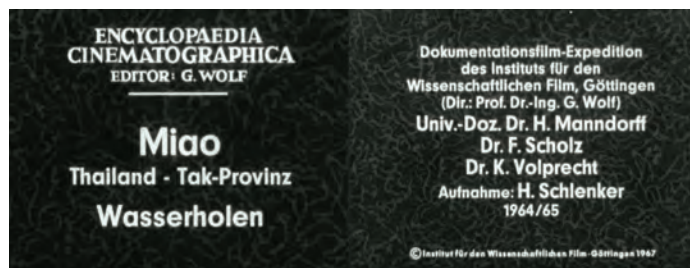 ENCYCLOPAEDIA
CINEMATOGRAPHICA
EDITOR: G. WOLF
Miao
Thailand - Tak-Provinz
Wasserholen
Dokumentationsfilm-Expedition
des Instituts für den
Wissenschaftlichen Film, Göttingen
(Dir.: Prof. Dr.-Ing. G. Wolf)
Univ.-Doz. Dr. H. Manndorff
Dr. F. Scholz
Dr. K. Volprecht
Aufnahme: H. Schlenker
1964/65
© Institut für den Wissenschaftlichen Film - Göttingen 1967